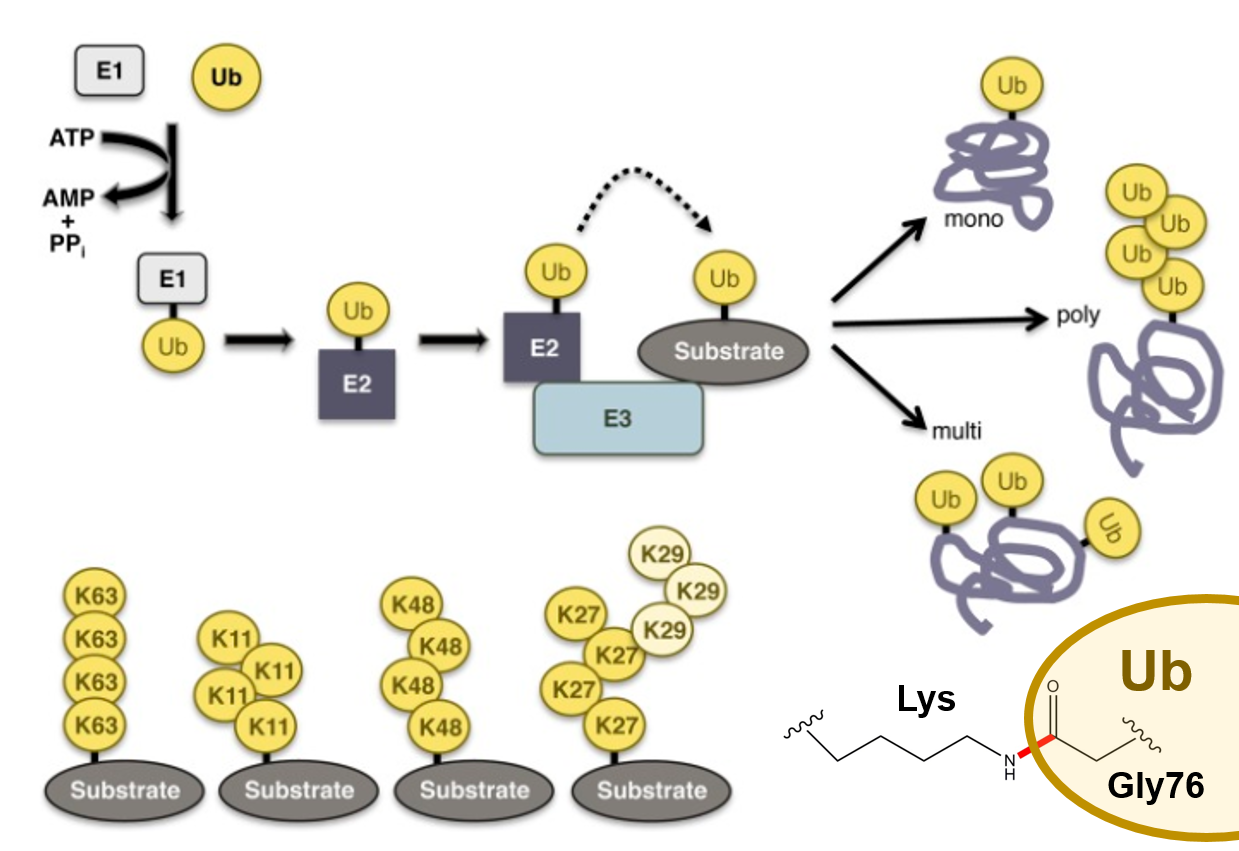 E1
Ub
ATP
AMP
+
PPi
E1
Ub
Ub
E2
Ub
E2
E3
Ub
Substrate
Ub
mono
Ub
Ub
Ub
Ub
poly
multi
Ub
Ub
Ub
K63
K63
K63
K63
Substrate
K11
K11
K11
K11
Substrate
K48
K48
K48
K48
Substrate
K29
K29
K29
K27
K27
K27
K27
Substrate
Lys
O
N
H
Ub
Gly76